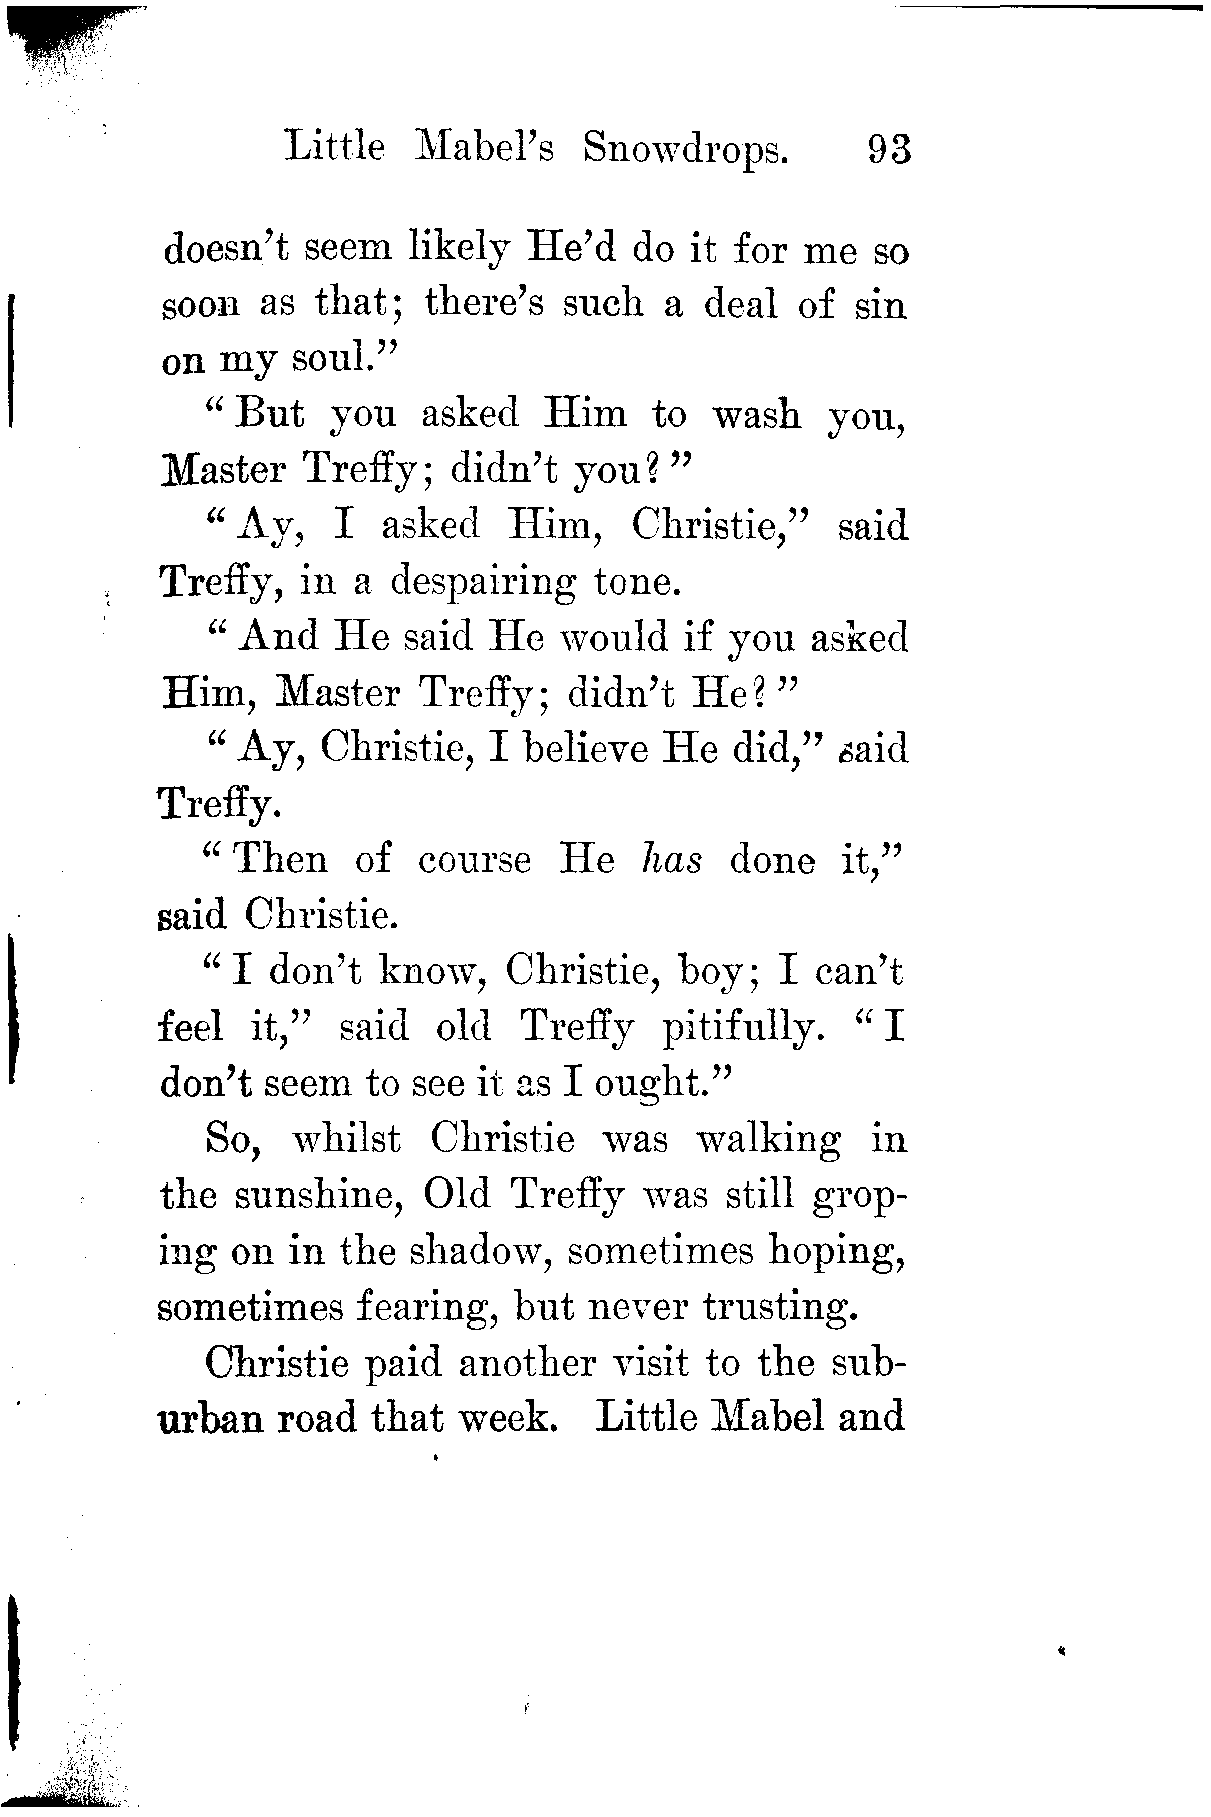 Little Mabel's Snowdrops. 93
doesn't seem likely He'd do it for me so
soon as that; there's such a deal of sin
on my soul."
"But you asked Him to wash you,
Master Treffy; didn't you?"
"Ay, I asked Him, Christie," said
Treffy, in a despairing tone.
"And He said He would if you asked
Him, Master Treffy; didn't He?"
"Ay, Christie, I believe He did," said
Treffy.
"Then of course He has done it,"
said Christie.
"I don't know, Christie, boy; I can't
feel it," said old Treffy pitifully. "I
don't seem to see it as I ought."
So, whilst Christie was walking in
the sunshine, Old Treffy was still grop-
ing on in the shadow, sometimes hoping,
sometimes fearing, but never trusting.
Christie paid another visit to the sub-
urban road that week. Little Mabel and